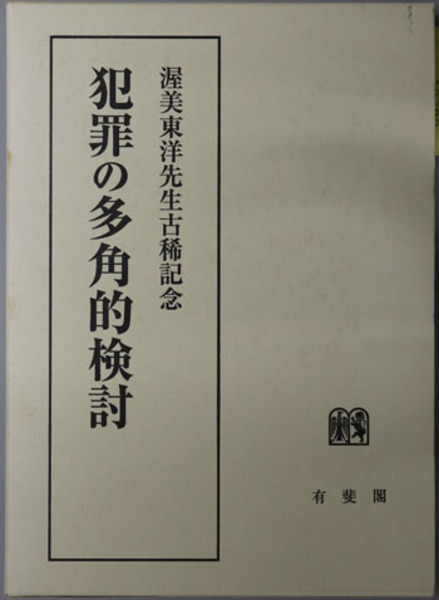 渥美東洋先生古稀記念
犯罪の多角的検討
有斐閣